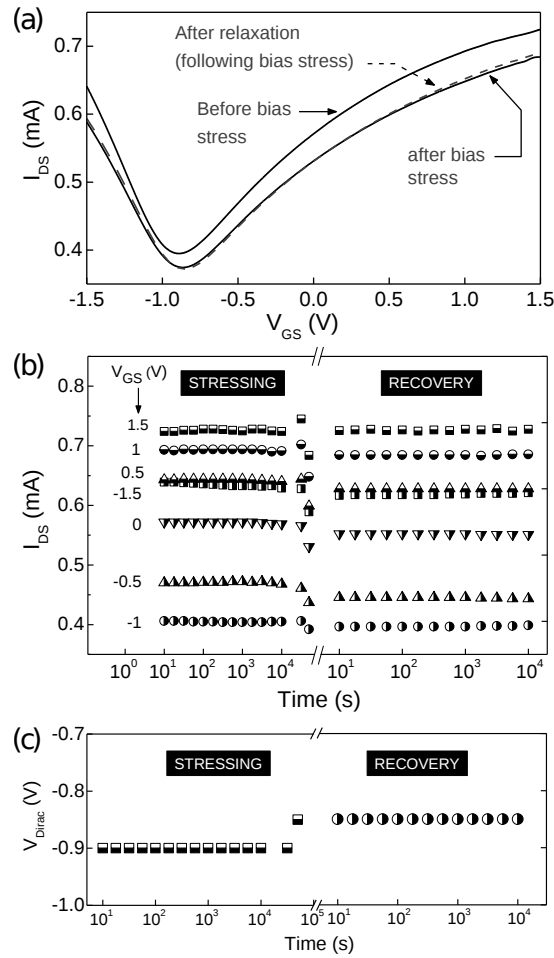 (a)
After relaxation
(following bias stress)
Before bias
stress
after bias
stress
I_DS (mA)
0.7
0.6
0.5
0.4
-1.5 -1.0 -0.5 0.0 0.5 1.0 1.5
V_GS (V)
(b)
V_GS (V)
STRESSING
RECOVERY
1.5
1
0.5
-1.5
0
-0.5
-1
I_DS (mA)
0.8
0.7
0.6
0.5
0.4
10^0 10^1 10^2 10^3 10^4 10^1 10^2 10^3 10^4
Time (s)
(c)
STRESSING
RECOVERY
V_Dirac (V)
-0.7
-0.8
-0.9
-1.0
10^1 10^2 10^3 10^4 10^5 10^1 10^2 10^3 10^4
Time (s)